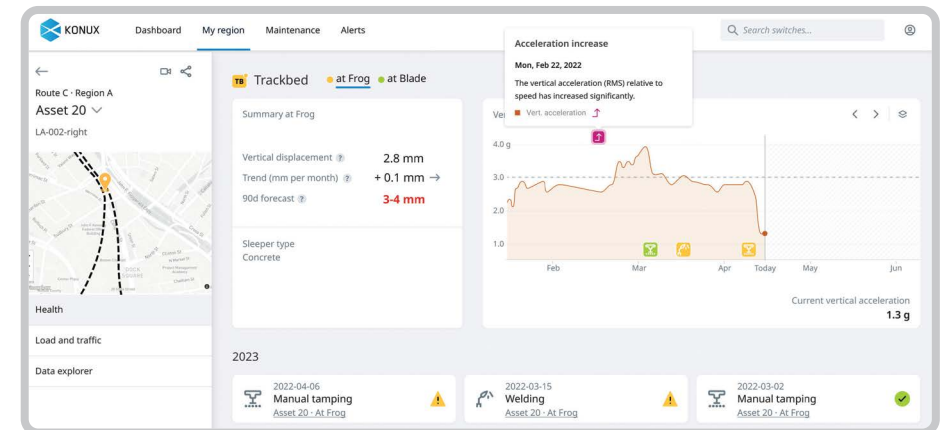 KONUX
Dashboard
My region
Maintenance
Alerts
Search switches...
Route C · Region A
Asset 20
LA-002-right
DOCK
SQUARE
Health
Load and traffic
Data explorer
TB Trackbed
at Frog
at Blade
Summary at Frog
Vertical displacement ?
2.8 mm
Trend (mm per month) ?
+ 0.1 mm →
90d forecast ?
3-4 mm
Sleeper type
Concrete
Acceleration increase
Mon, Feb 22, 2022
The vertical acceleration (RMS) relative to
speed has increased significantly.
Vert. acceleration
4.0 g
3.0
2.0
1.0
Feb
Mar
Apr
Today
May
Jun
Current vertical acceleration
1.3 g
2023
2022-04-06
Manual tamping
Asset 20 · At Frog
2022-03-15
Welding
Asset 20 · At Frog
2022-03-02
Manual tamping
Asset 20 · At Frog